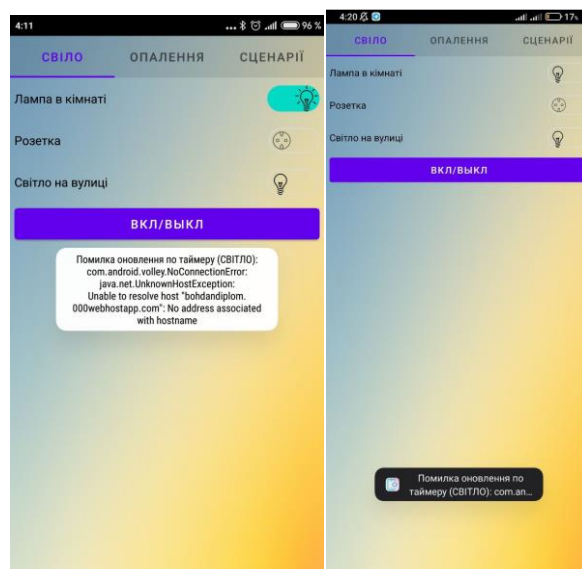 4:11
96 %
СВІЛО ОПАЛЕННЯ СЦЕНАРІЇ
Лампа в кімнаті
Розетка
Світло на вулиці
ВКЛ/ВЫКЛ
Помилка оновлення по таймеру (СВІТЛО):
com.android.volley.NoConnectionError:
java.net.UnknownHostException:
Unable to resolve host "bohdandiplom.
000webhostapp.com": No address associated
with hostname
4:20
17%
СВІЛО ОПАЛЕННЯ СЦЕНАРІЇ
Лампа в кімнаті
Розетка
Світло на вулиці
ВКЛ/ВЫКЛ
Помилка оновлення по
таймеру (СВІТЛО): com.an...